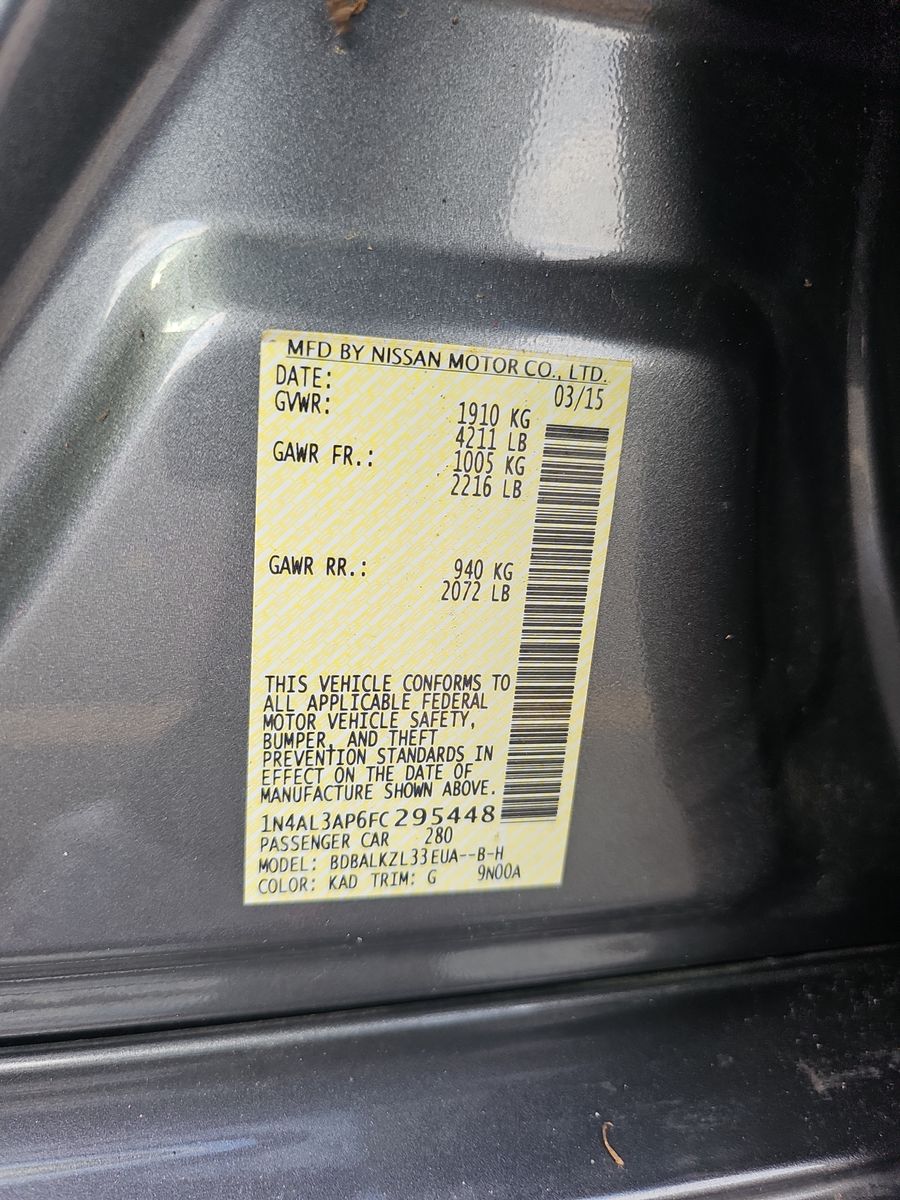 MFD BY NISSAN MOTOR CO., LTD.
DATE: 03/15
GVWR: 1910 KG
4211 LB
GAWR FR.: 1005 KG
2216 LB
GAWR RR.: 940 KG
2072 LB
THIS VEHICLE CONFORMS TO
ALL APPLICABLE FEDERAL
MOTOR VEHICLE SAFETY,
BUMPER, AND THEFT
PREVENTION STANDARDS IN
EFFECT ON THE DATE OF
MANUFACTURE SHOWN ABOVE.
1N4AL3AP6FC295448
PASSENGER CAR 280
MODEL: BDBALKZL33EUA--B-H
COLOR: KAD TRIM: G 9N00A